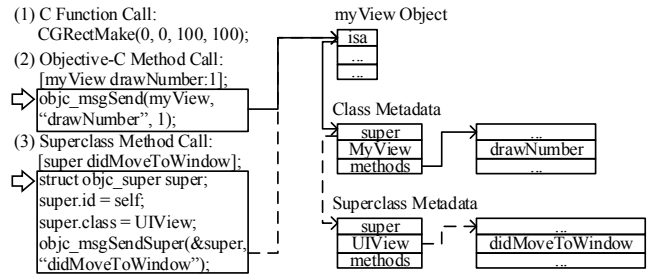 (1) C Function Call:
CGRectMake(0, 0, 100, 100);
(2) Objective-C Method Call:
[myView drawNumber:1];
objc_msgSend(myView,
“drawNumber”, 1);
(3) Superclass Method Call:
[super didMoveToWindow];
struct objc_super super;
super.id = self;
super.class = UIView;
objc_msgSendSuper(&super,
“didMoveToWindow”);
myView Object
isa
...
...
Class Metadata
super
MyView
methods
...
drawNumber
...
Superclass Metadata
super
UIView
methods
...
didMoveToWindow
...